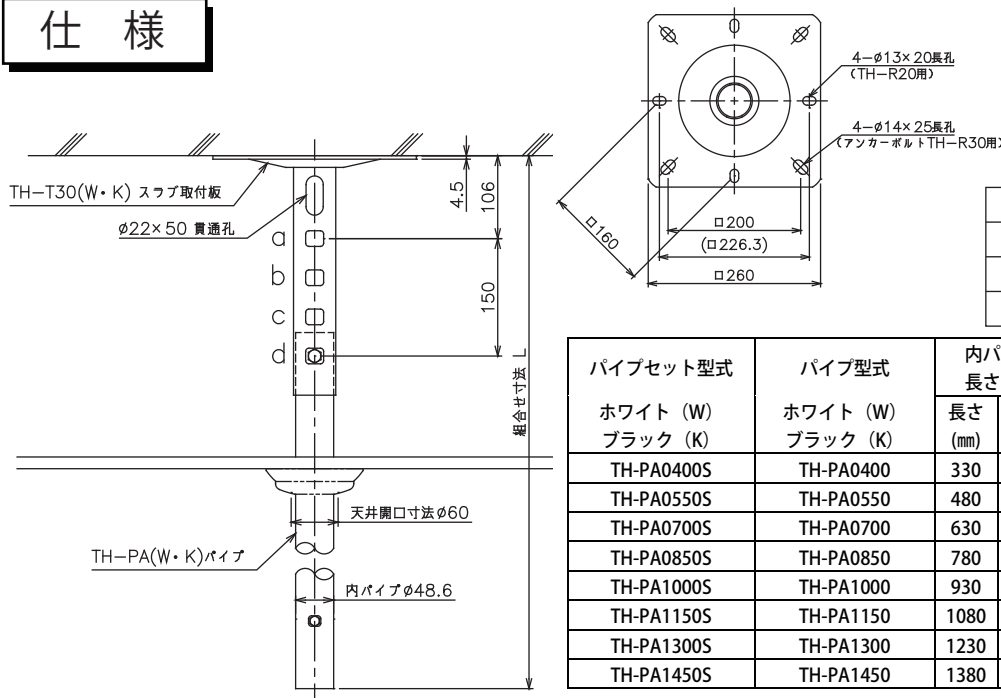 仕 様
TH-T30(W・K) スラブ取付板
φ22×50 貫通孔
a
b
c
d
4.5
106
150
組合せ寸法 L
天井開口寸法φ60
TH-PA(W・K)パイプ
内パイプφ48.6
4-φ13×20長孔
(TH-R20用)
4-φ14×25長孔
(アンカーボルトTH-R30用)
□160
□200
(□226.3)
□260
パイプセット型式 パイプ型式 内パ
長さ
ホワイト（W） ホワイト（W） 長さ
ブラック（K） ブラック（K） (㎜)
TH-PA0400S TH-PA0400 330
TH-PA0550S TH-PA0550 480
TH-PA0700S TH-PA0700 630
TH-PA0850S TH-PA0850 780
TH-PA1000S TH-PA1000 930
TH-PA1150S TH-PA1150 1080
TH-PA1300S TH-PA1300 1230
TH-PA1450S TH-PA1450 1380